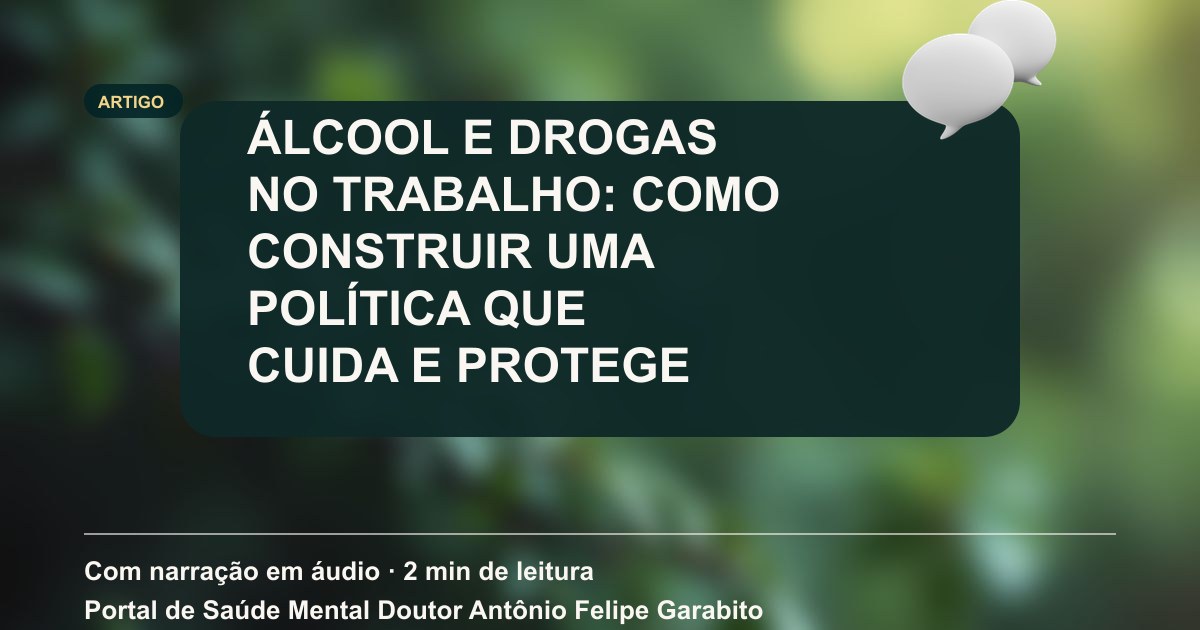 ARTIGO
ÁLCOOL E DROGAS
NO TRABALHO: COMO
CONSTRUIR UMA
POLÍTICA QUE
CUIDA E PROTEGE
Com narração em áudio · 2 min de leitura
Portal de Saúde Mental Doutor Antônio Felipe Garabito